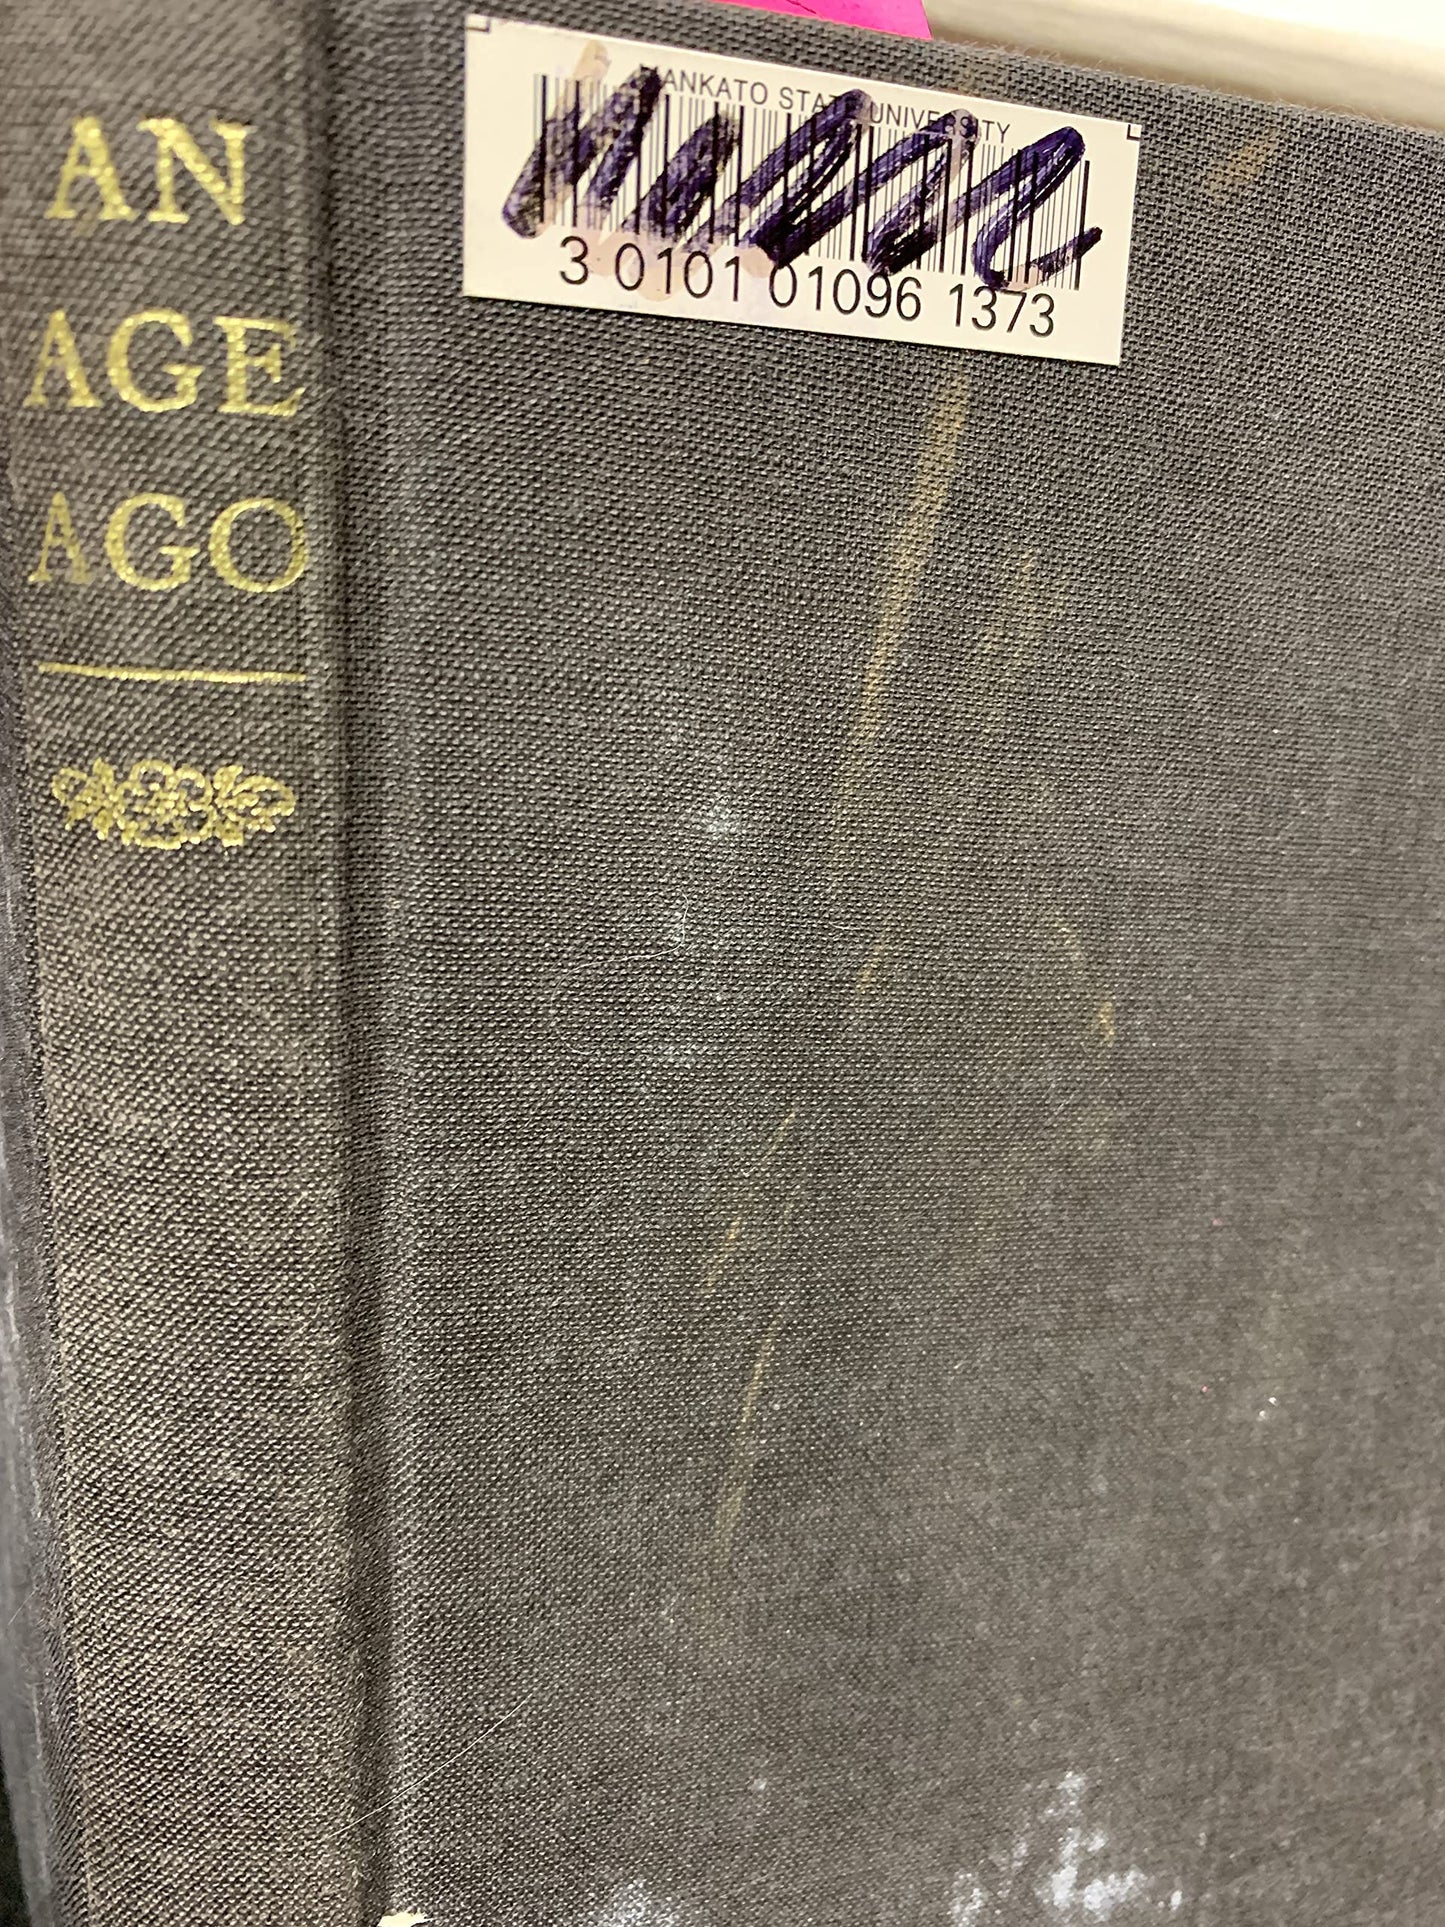 AN
AGE
AGO
MANKATO STATE UNIVERSITY
3 0101 01096 1373